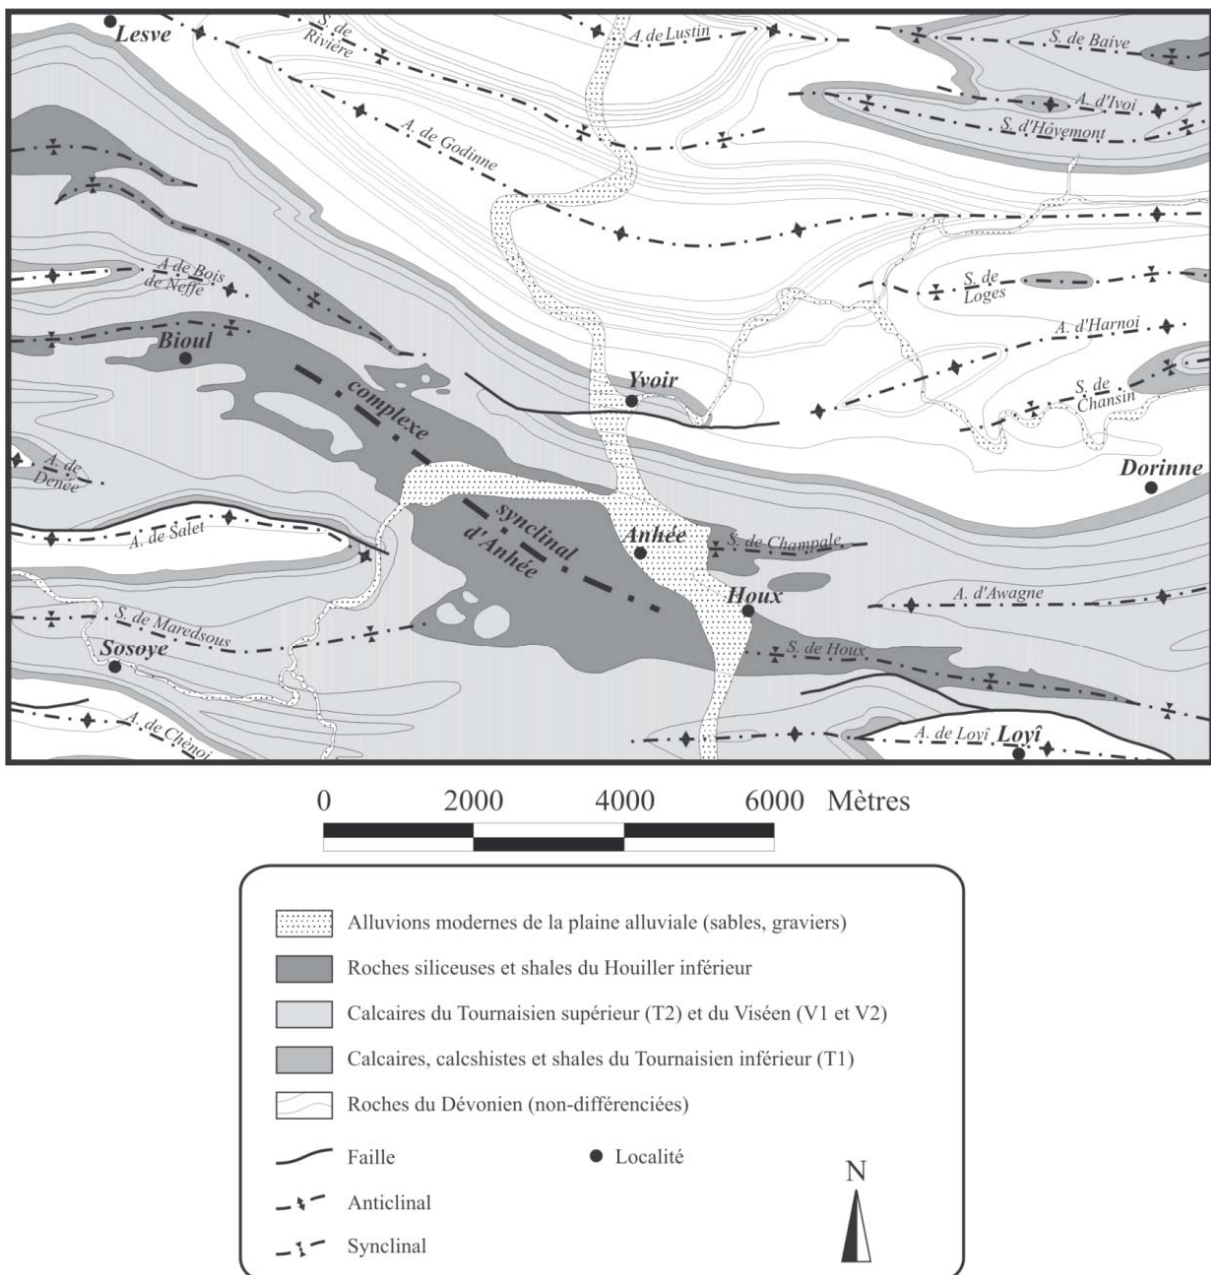 Lesve
S. de
Rivière
A. de Lustin
S. de Baive
A. d'Ivoi
S. d'Hôvemont
A. de Godinne
A de Bois
de Neffe
S. de
Loges
Bioul
A. d'Harnoi
complexe
Yvoir
S. de
Chansin
A. de
Denée
Dorinne
synclinal
d'Anhée
A. de Salet
Anhée
S. de Champale
Houx
A. d'Awagne
S. de Maredsous
Sosoye
S. de Houx
A. de Chènoi
A. de Loyî
Loyî
0 2000 4000 6000 Mètres
Alluvions modernes de la plaine alluviale (sables, graviers)
Roches siliceuses et shales du Houiller inférieur
Calcaires du Tournaisien supérieur (T2) et du Viséen (V1 et V2)
Calcaires, calcshistes et shales du Tournaisien inférieur (T1)
Roches du Dévonien (non-différenciées)
Faille
Localité
Anticlinal
Synclinal
N